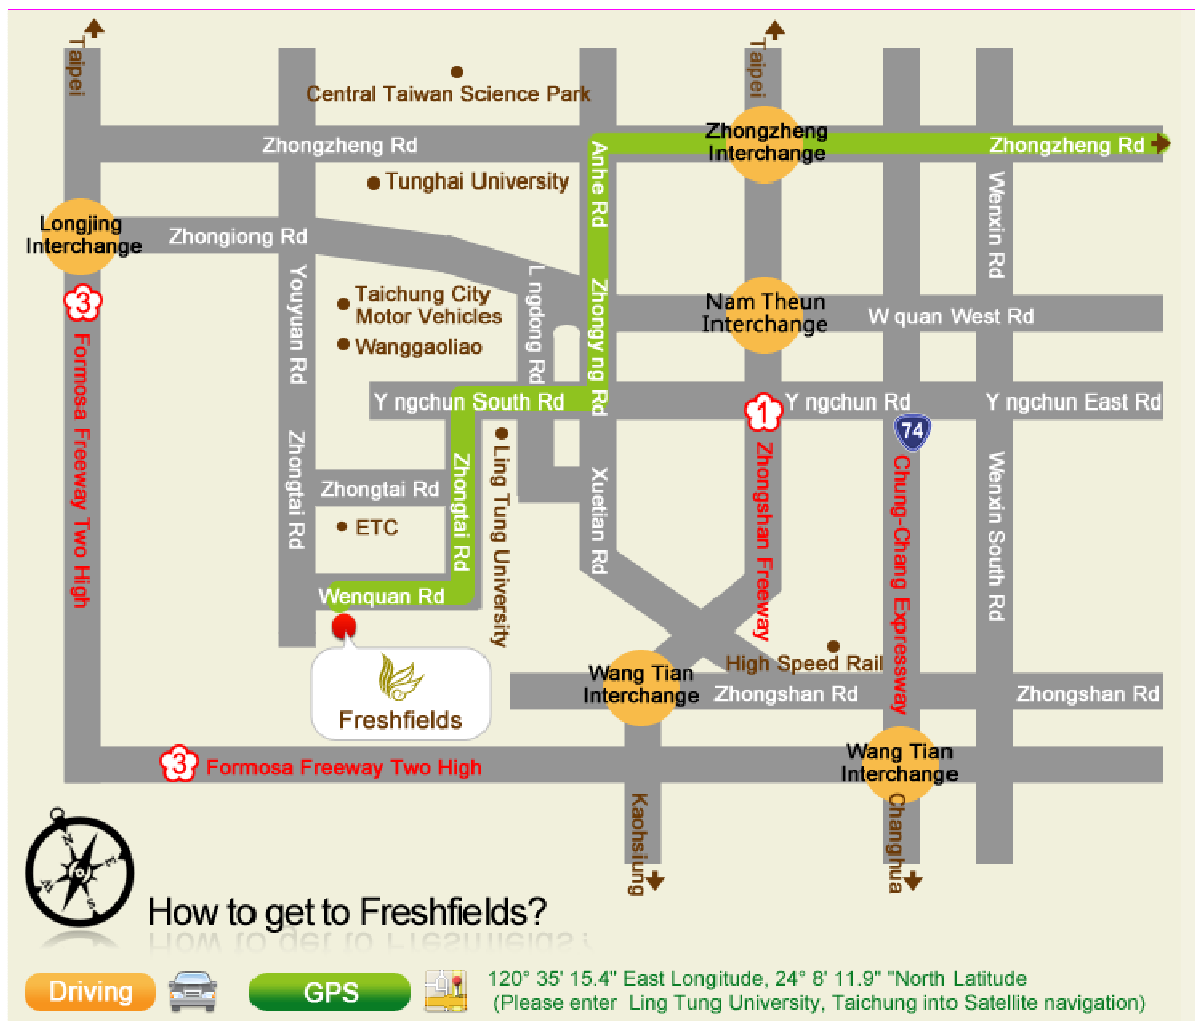 Taipei
Taipei
Central Taiwan Science Park
Zhongzheng Rd
Zhongzheng
Interchange
Zhongzheng Rd
Anhe Rd
Tunghai University
Wenxin Rd
Longjing
Interchange
Zhongiong Rd
3
Youyuan Rd
Taichung City
Motor Vehicles
Wanggaoliao
L ngdong Rd
Zhongy ng Rd
Nam Theun
Interchange
W quan West Rd
Formosa Freeway Two High
Y ngchun South Rd
1
Y ngchun Rd
74
Y ngchun East Rd
Zhongtai Rd
Zhongtai Rd
ETC
Zhongtai Rd
Ling Tung University
Xuetian Rd
Zhongshan Freeway
Chung-Chang Expressway
Wenxin South Rd
Wenquan Rd
Freshfields
Wang Tian
Interchange
High Speed Rail
Zhongshan Rd
Zhongshan Rd
3
Formosa Freeway Two High
Wang Tian
Interchange
Kaohsiung
Changhua
N
E
S
W
How to get to Freshfields?
Driving
GPS
120° 35' 15.4" East Longitude, 24° 8' 11.9" "North Latitude
(Please enter Ling Tung University, Taichung into Satellite navigation)